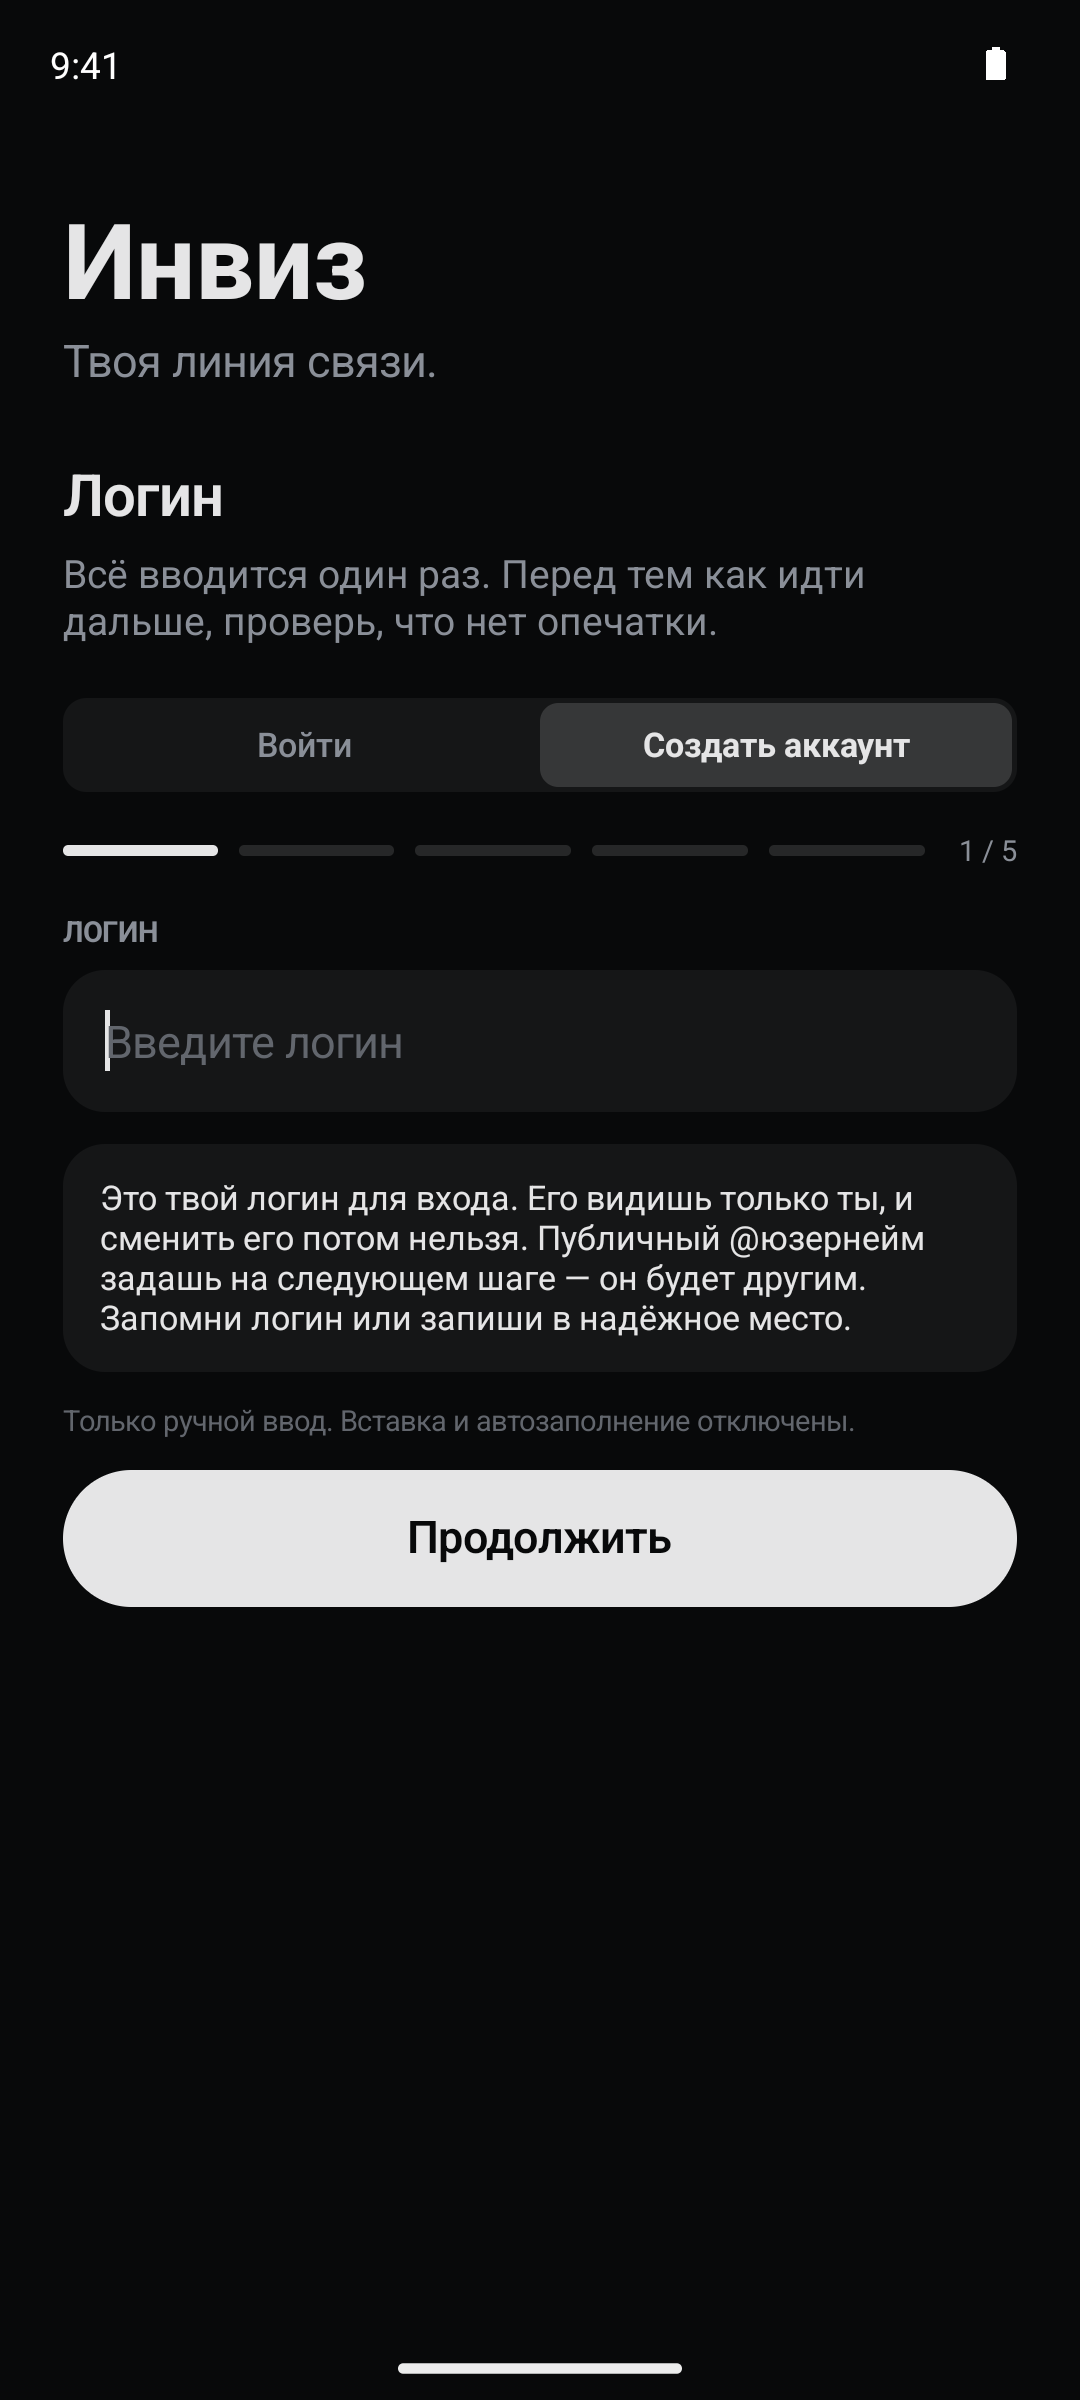 9:41
Инвиз
Твоя линия связи.
Логин
Всё вводится один раз. Перед тем как идти
дальше, проверь, что нет опечатки.
Войти
Создать аккаунт
1 / 5
логин
Введите логин
Это твой логин для входа. Его видишь только ты, и
сменить его потом нельзя. Публичный @юзернейм
задашь на следующем шаге — он будет другим.
Запомни логин или запиши в надёжное место.
Только ручной ввод. Вставка и автозаполнение отключены.
Продолжить